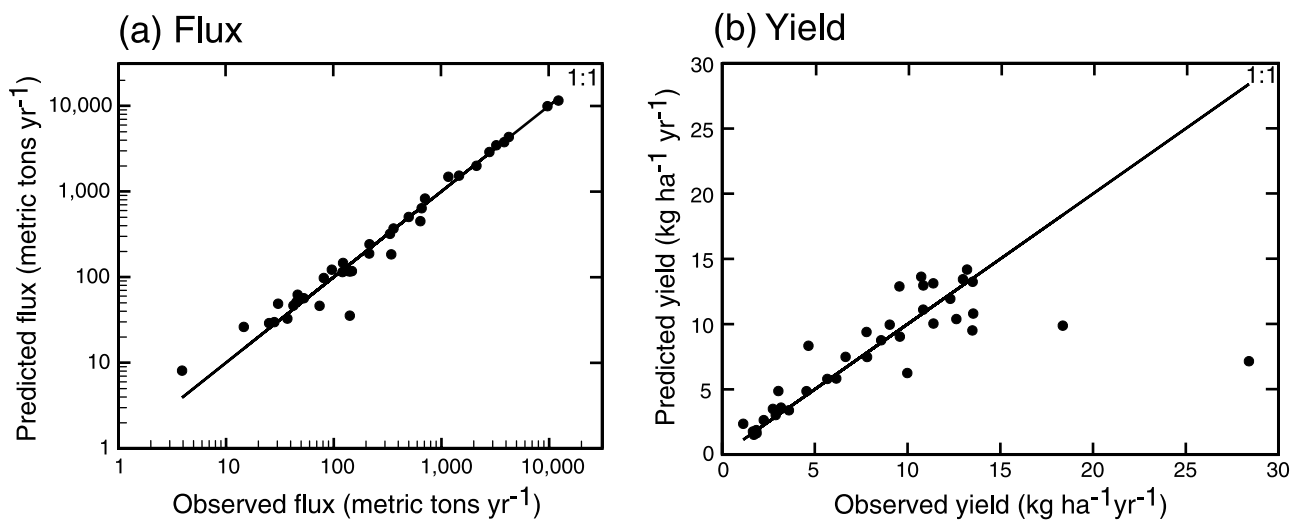 (a) Flux
Predicted flux (metric tons yr-1)
10,000
1,000
100
10
1
1:1
1 10 100 1,000 10,000
Observed flux (metric tons yr-1)
(b) Yield
Predicted yield (kg ha-1 yr-1)
30
25
20
15
10
5
0
1:1
0 5 10 15 20 25 30
Observed yield (kg ha-1yr-1)